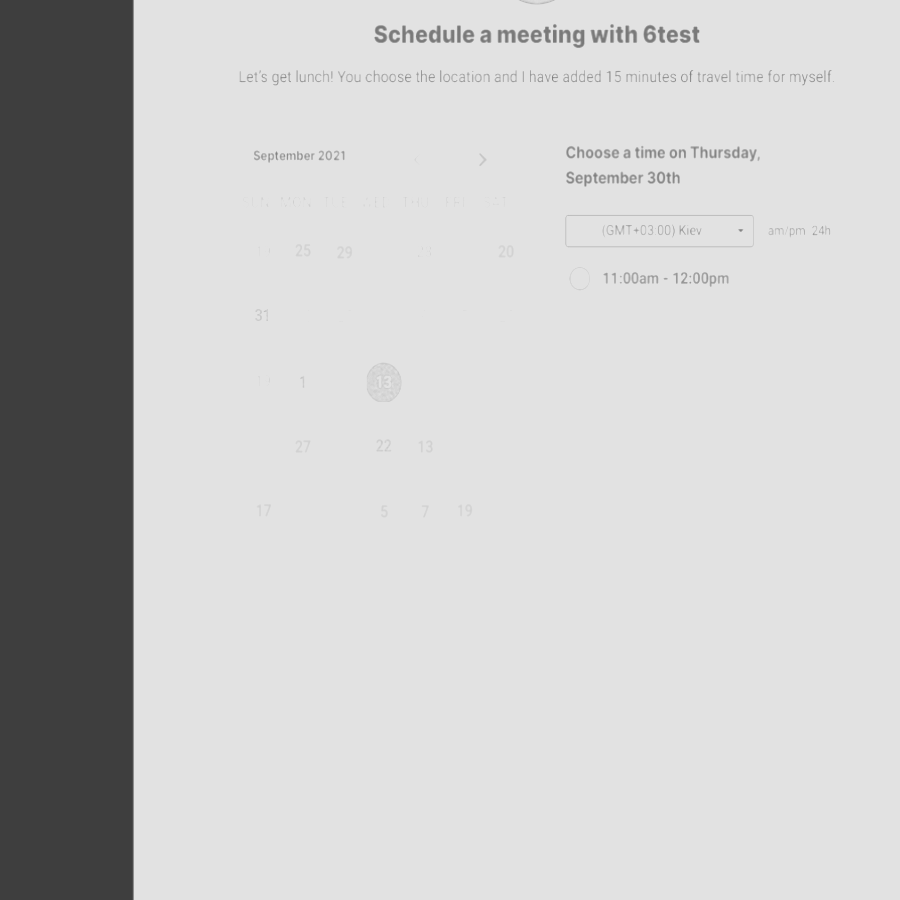 Schedule a meeting with 6test
Let's get lunch! You choose the location and I have added 15 minutes of travel time for myself.
September 2021
Choose a time on Thursday,
September 30th
(GMT+03:00) Kiev
am/pm 24h
11:00am - 12:00pm
25 29 20
31
1 13
27 22 13
17 5 7 19